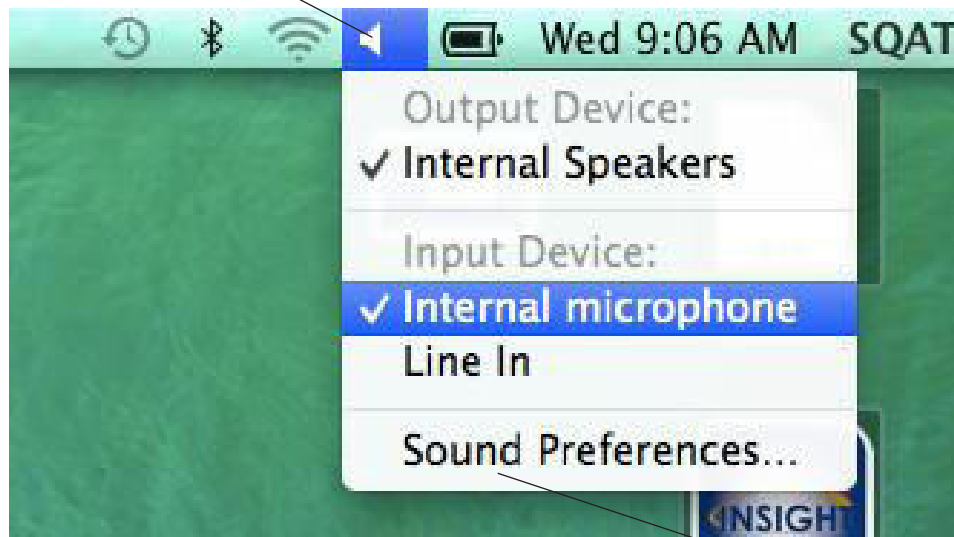 Wed 9:06 AM SQAT
Output Device:
✓ Internal Speakers
Input Device:
✓ Internal microphone
Line In
Sound Preferences...
INSIGHT